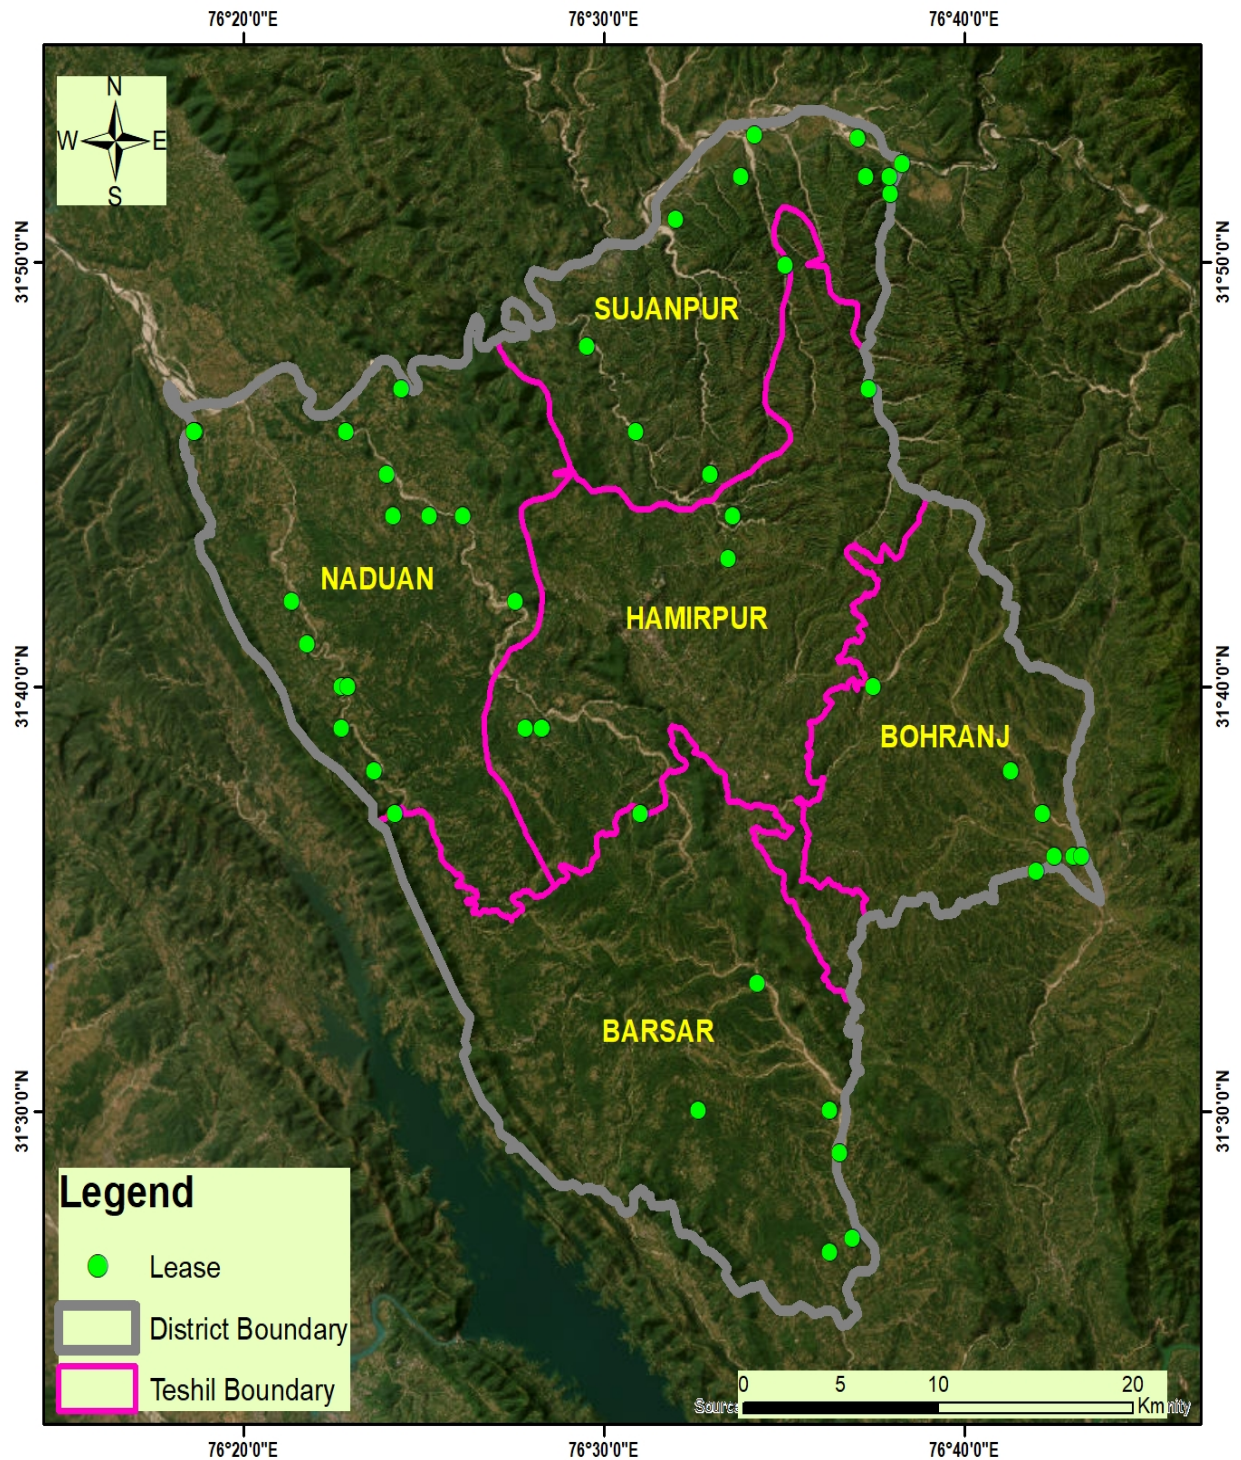 76°20'0"E 76°30'0"E 76°40'0"E
N
W E
S
31°50'0"N 31°50'0"N
SUJANPUR
NADUAN
HAMIRPUR
31°40'0"N 31°40'0"N
BOHRANJ
BARSAR
31°30'0"N 31°30'0"N
Legend
Lease
District Boundary
Teshil Boundary
0 5 10 20
Km
76°20'0"E 76°30'0"E 76°40'0"E